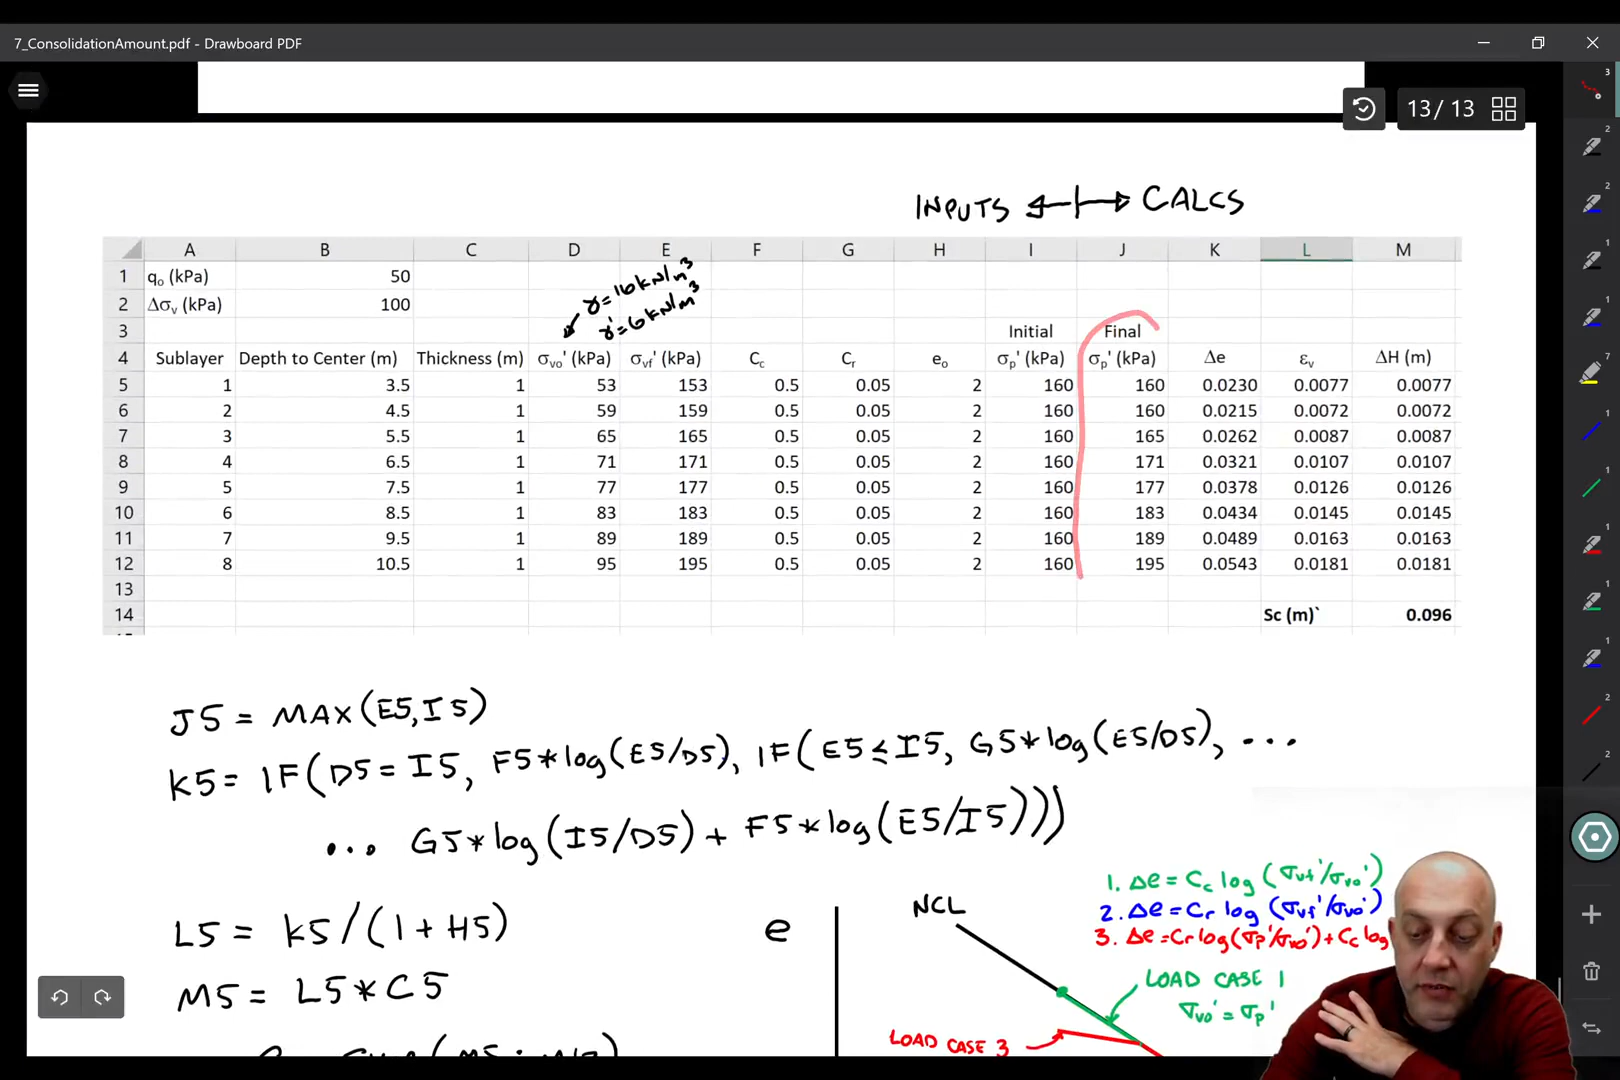 7_ConsolidationAmount.pdf - Drawboard PDF
13/ 13
INPUTS ⟵|⟶ CALCS
A B C D E F G H I J K L M
1 qo (kPa) 50 γ=16kN/m³
2 Δσv (kPa) 100 γ'=6kN/m³
3 Initial Final
4 Sublayer Depth to Center (m) Thickness (m) σvo' (kPa) σvf' (kPa) Cc Cr eo σp' (kPa) σp' (kPa) Δe εv ΔH (m)
5 1 3.5 1 53 153 0.5 0.05 2 160 160 0.0230 0.0077 0.0077
6 2 4.5 1 59 159 0.5 0.05 2 160 160 0.0215 0.0072 0.0072
7 3 5.5 1 65 165 0.5 0.05 2 160 165 0.0262 0.0087 0.0087
8 4 6.5 1 71 171 0.5 0.05 2 160 171 0.0321 0.0107 0.0107
9 5 7.5 1 77 177 0.5 0.05 2 160 177 0.0378 0.0126 0.0126
10 6 8.5 1 83 183 0.5 0.05 2 160 183 0.0434 0.0145 0.0145
11 7 9.5 1 89 189 0.5 0.05 2 160 189 0.0489 0.0163 0.0163
12 8 10.5 1 95 195 0.5 0.05 2 160 195 0.0543 0.0181 0.0181
13
14 Sc (m)` 0.096
J5 = MAX(E5,I5)
K5= IF(D5=I5, F5*log(E5/D5), IF(E5≤I5, G5*log(E5/D5), ...
... G5*log(I5/D5) + F5*log(E5/I5)))
L5 = K5/(1+H5)
M5 = L5*C5
e
NCL
1. Δe = Cc log (σvf'/σvo')
2. Δe = Cr log (σvf'/σvo')
3. Δe = Cr log(σp'/σvo') + Cc log
LOAD CASE 1
σvo' = σp'
LOAD CASE 3